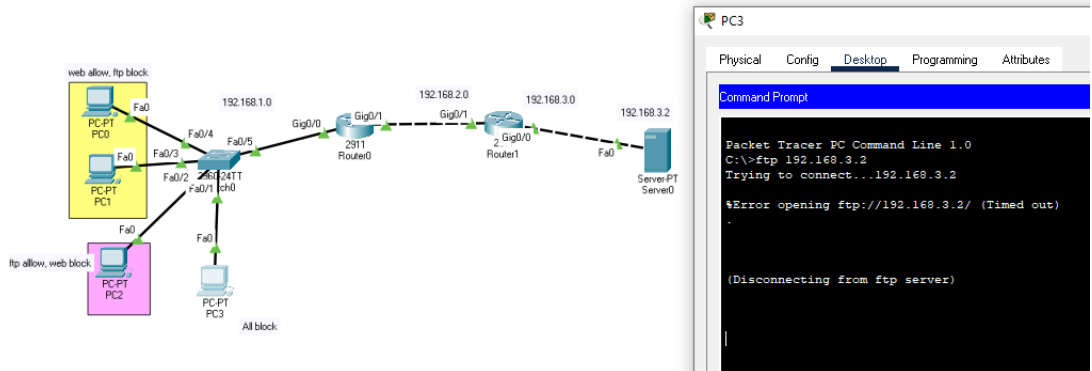 web allow, ftp block
Fa0
PC-PT
PC0
Fa0/4
192.168.1.0
Fa0
Fa0/3
Fa0/5
PC-PT
PC1
Fa0/2
Fa0/1
Fa0
ftp alllow, web block
PC-PT
PC2
Fa0
PC-PT
PC3
All block
Gig0/0
Gig0/1
2911
Router0
192.168.2.0
Gig0/1
Gig0/0
Router1
192.168.3.0
192.168.3.2
Fa0
Server-PT
Server0
PC3
Physical Config Desktop Programming Attributes
Command Prompt
Packet Tracer PC Command Line 1.0
C:\>ftp 192.168.3.2
Trying to connect...192.168.3.2
%Error opening ftp://192.168.3.2/ (Timed out)
.
(Disconnecting from ftp server)